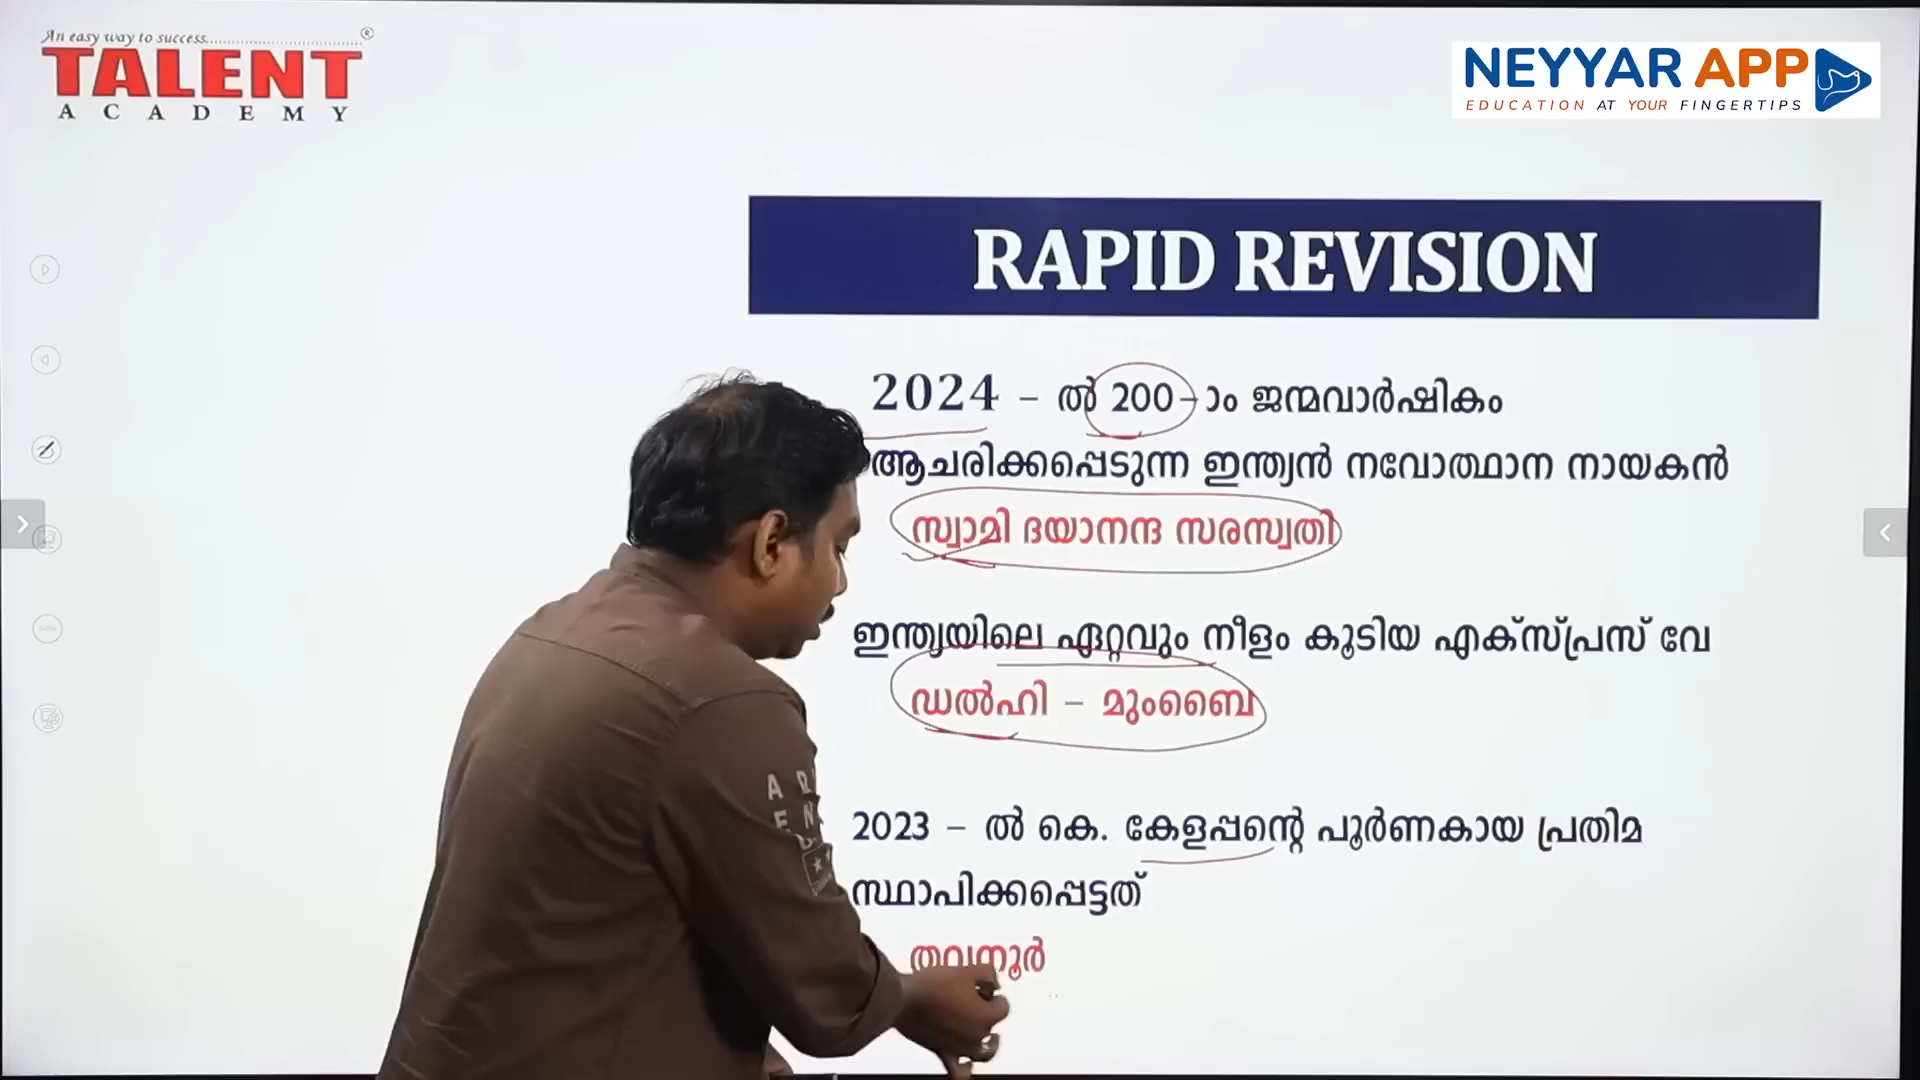 An easy way to success
TALENT
ACADEMY
NEYYAR APP
EDUCATION AT YOUR FINGERTIPS
RAPID REVISION
2024 – ൽ 200-ാം ജന്മവാർഷികം
ആചരിക്കപ്പെടുന്ന ഇന്ത്യൻ നവോത്ഥാന നായകൻ
സ്വാമി ദയാനന്ദ സരസ്വതി
ഇന്ത്യയിലെ ഏറ്റവും നീളം കൂടിയ എക്സ്പ്രസ് വേ
ഡൽഹി – മുംബൈ
2023 – ൽ കെ. കേളപ്പന്റെ പൂർണകായ പ്രതിമ
സ്ഥാപിക്കപ്പെട്ടത്
തവനൂർ